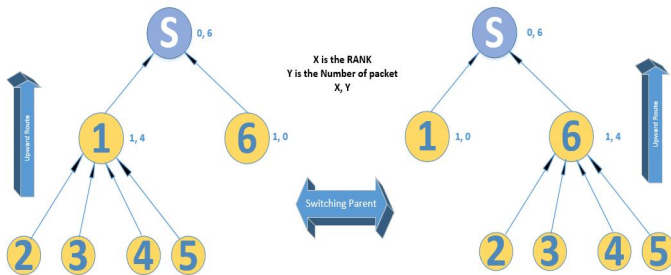 S
0, 6
S
0, 6
X is the RANK
Y is the Number of packet
X, Y
Upward Route
1
1, 4
6
1, 0
1
1, 0
6
1, 4
Upward Route
Switching Parent
2
3
4
5
2
3
4
5